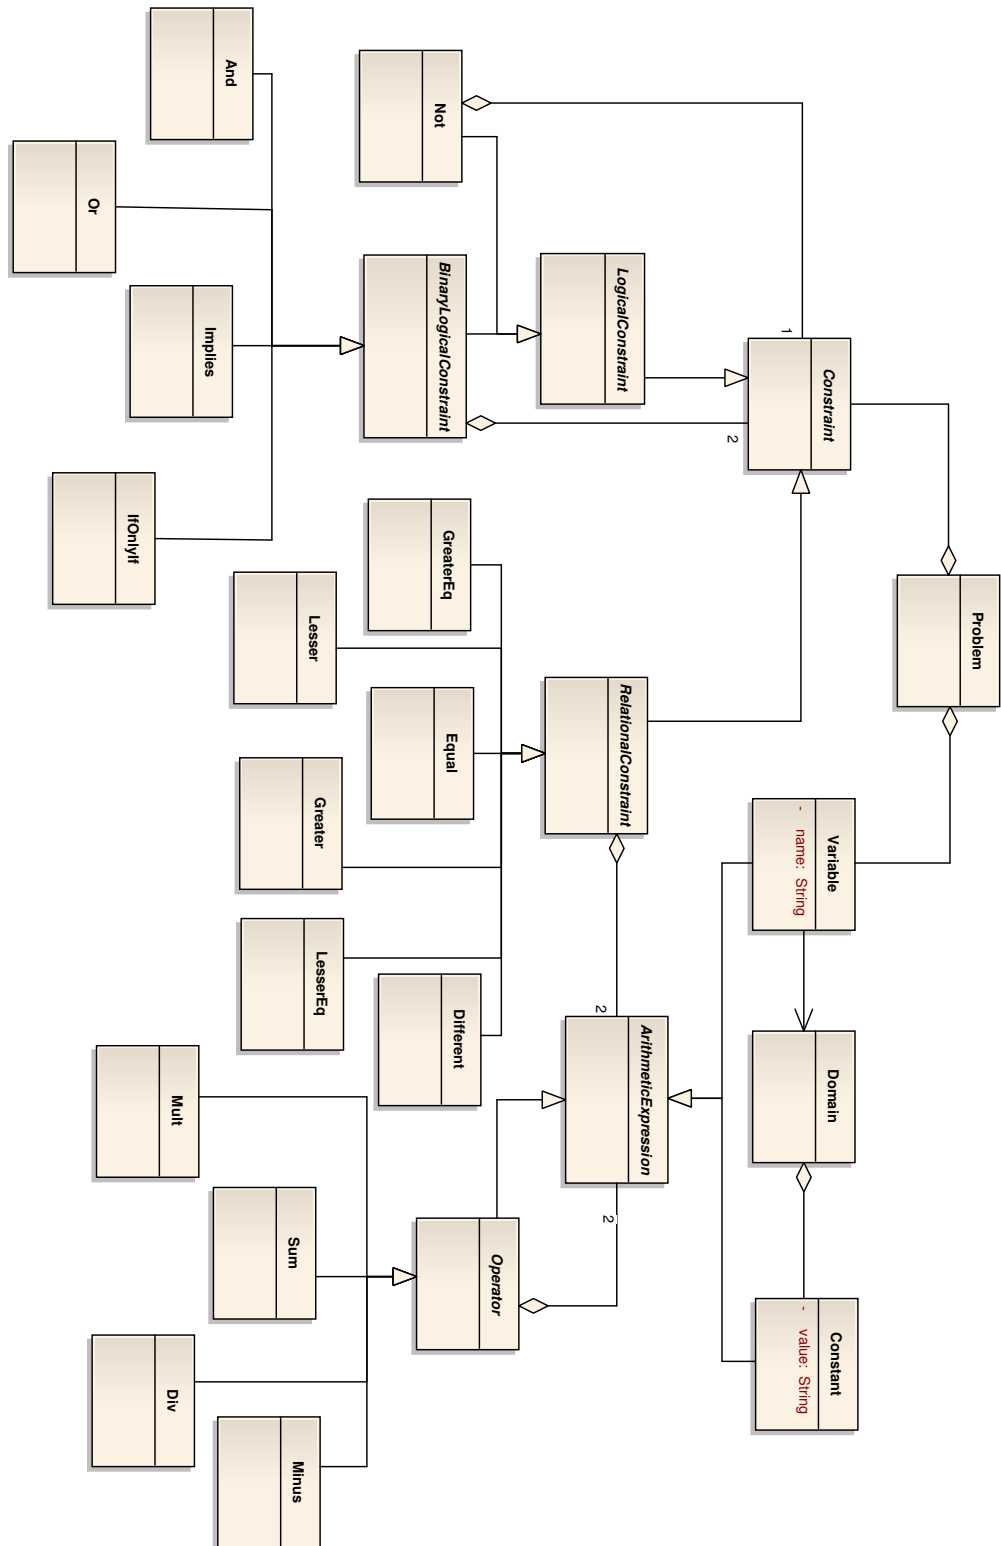 Problem
Constraint
1
2
Variable
- name: String
Domain
Constant
- value: String
LogicalConstraint
RelationalConstraint
2
ArithmeticExpression
2
Not
BinaryLogicalConstraint
GreaterEq
Equal
Different
Operator
And
Implies
Lesser
Greater
LesserEq
Sum
Minus
Or
IfOnlyIf
Mult
Div